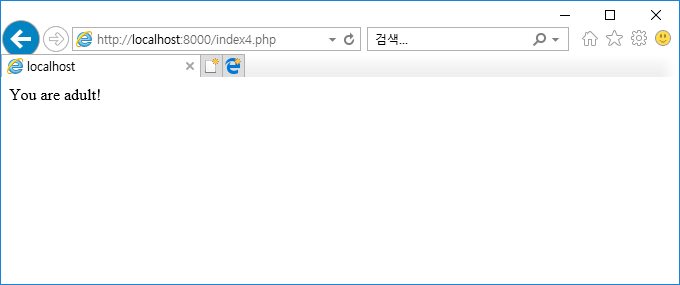 http://localhost:8000/index4.php
검색...
localhost
You are adult!